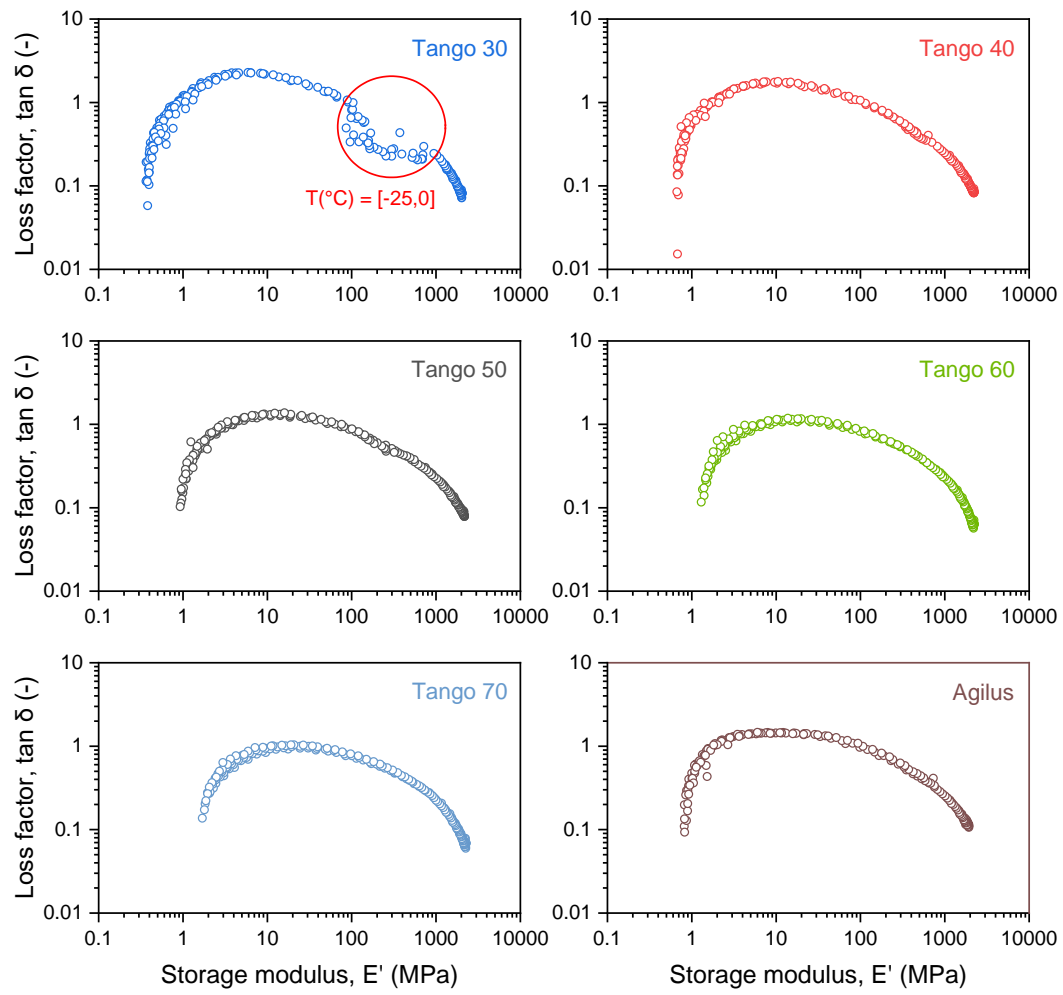 Loss factor, tan δ (-)
10
1
0.1
0.01
Tango 30
T(°C) = [-25,0]
0.1 1 10 100 1000 10000
10
1
0.1
0.01
Tango 40
0.1 1 10 100 1000 10000
Loss factor, tan δ (-)
10
1
0.1
0.01
Tango 50
0.1 1 10 100 1000 10000
10
1
0.1
0.01
Tango 60
0.1 1 10 100 1000 10000
Loss factor, tan δ (-)
10
1
0.1
0.01
Tango 70
0.1 1 10 100 1000 10000
Storage modulus, E' (MPa)
10
1
0.1
0.01
Agilus
0.1 1 10 100 1000 10000
Storage modulus, E' (MPa)